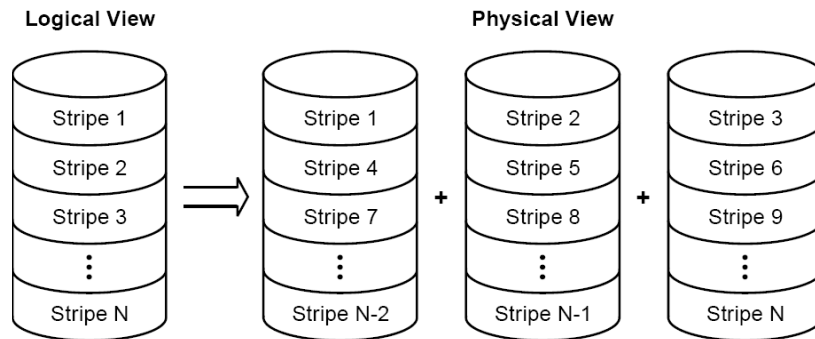 Logical View
Physical View
Stripe 1
Stripe 2
Stripe 3
⋮
Stripe N
Stripe 1
Stripe 4
Stripe 7
⋮
Stripe N-2
+
Stripe 2
Stripe 5
Stripe 8
⋮
Stripe N-1
+
Stripe 3
Stripe 6
Stripe 9
⋮
Stripe N